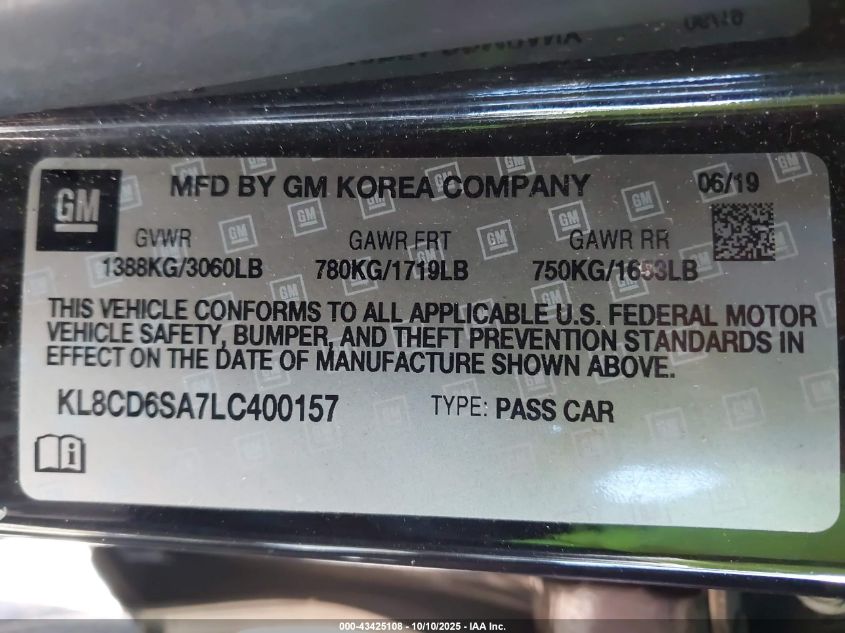 06/19
GM
MFD BY GM KOREA COMPANY 06/19
GVWR GAWR FRT GAWR RR
1388KG/3060LB 780KG/1719LB 750KG/1653LB
THIS VEHICLE CONFORMS TO ALL APPLICABLE U.S. FEDERAL MOTOR
VEHICLE SAFETY, BUMPER, AND THEFT PREVENTION STANDARDS IN
EFFECT ON THE DATE OF MANUFACTURE SHOWN ABOVE.
KL8CD6SA7LC400157 TYPE: PASS CAR
000-43425108 - 10/10/2025 - IAA Inc.